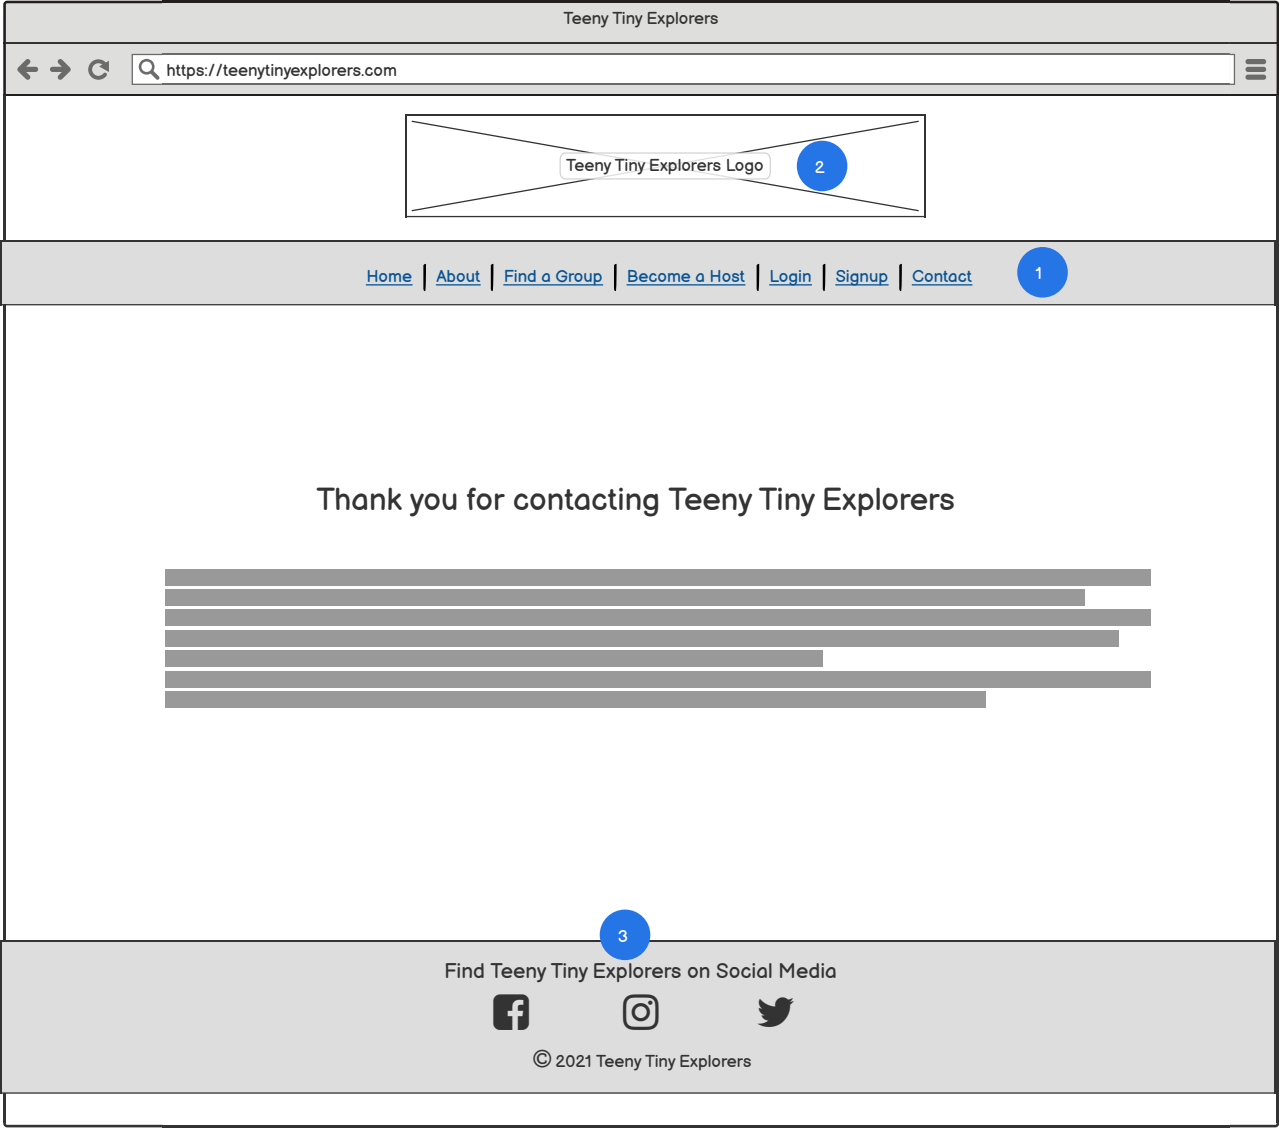 Teeny Tiny Explorers
https://teenytinyexplorers.com
Teeny Tiny Explorers Logo 2
Home About Find a Group Become a Host Login Signup Contact 1
Thank you for contacting Teeny Tiny Explorers
3
Find Teeny Tiny Explorers on Social Media
© 2021 Teeny Tiny Explorers